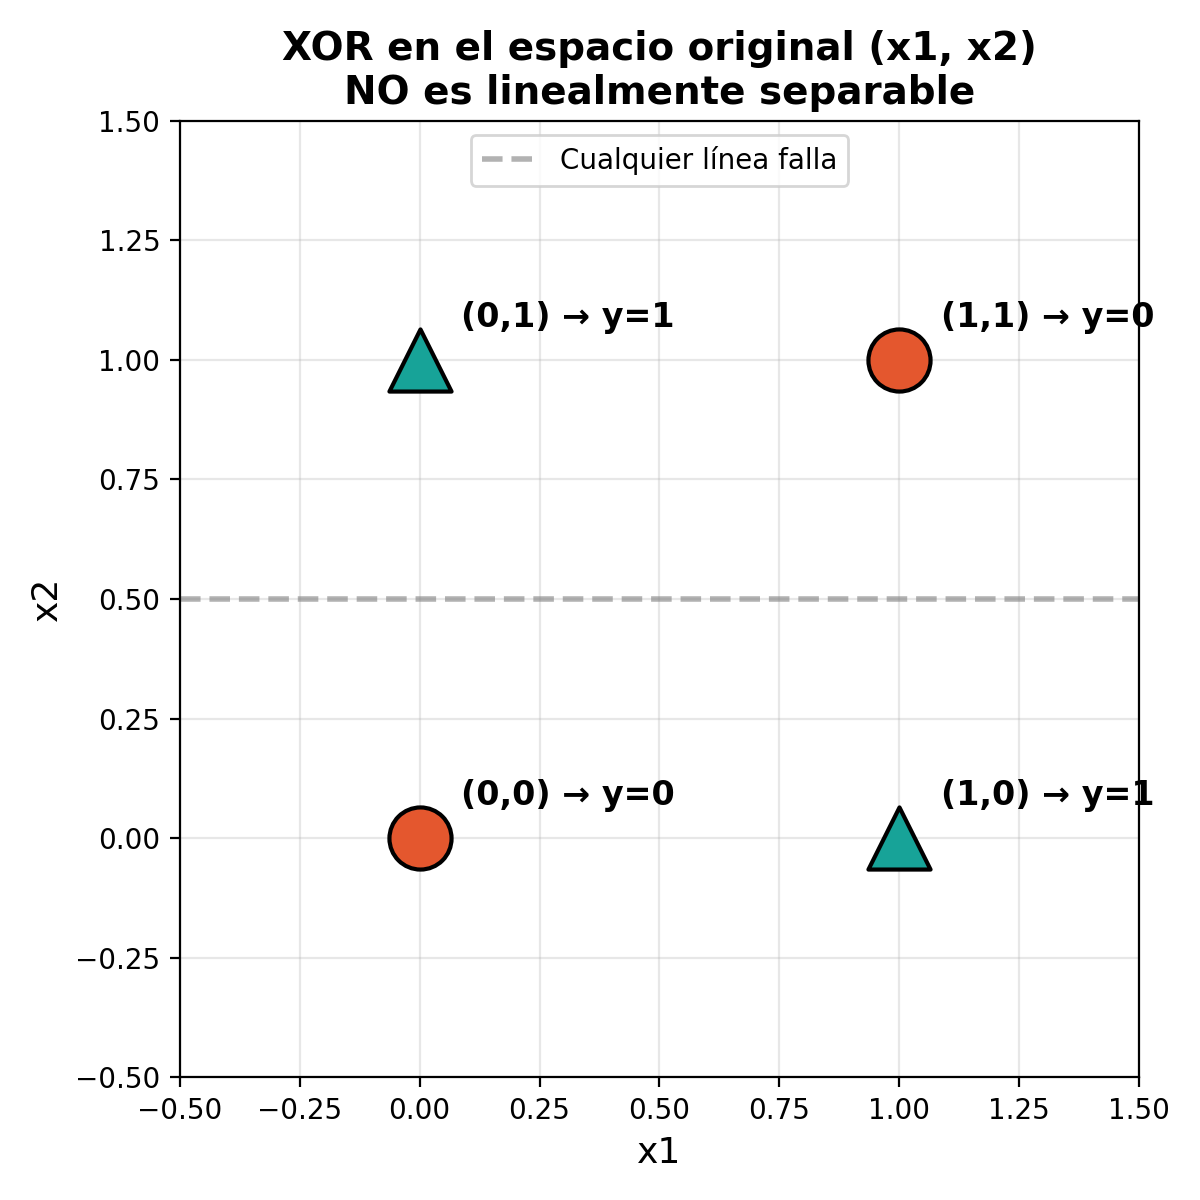 XOR en el espacio original (x1, x2)
NO es linealmente separable
1.50
Cualquier línea falla
1.25
(0,1) → y=1
(1,1) → y=0
1.00
0.75
x2
0.50
0.25
(0,0) → y=0
(1,0) → y=1
0.00
−0.25
−0.50
−0.50 −0.25 0.00 0.25 0.50 0.75 1.00 1.25 1.50
x1